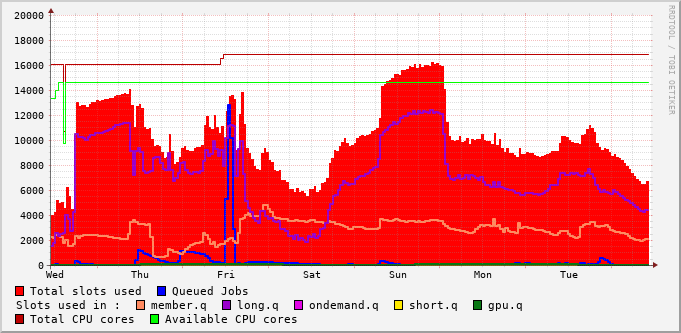 20000
18000
16000
14000
12000
10000
8000
6000
4000
2000
0
Wed Thu Fri Sat Sun Mon Tue
RRDTOOL / TOBI OETIKER
Total slots used Queued Jobs
Slots used in : member.q long.q ondemand.q short.q gpu.q
Total CPU cores Available CPU cores